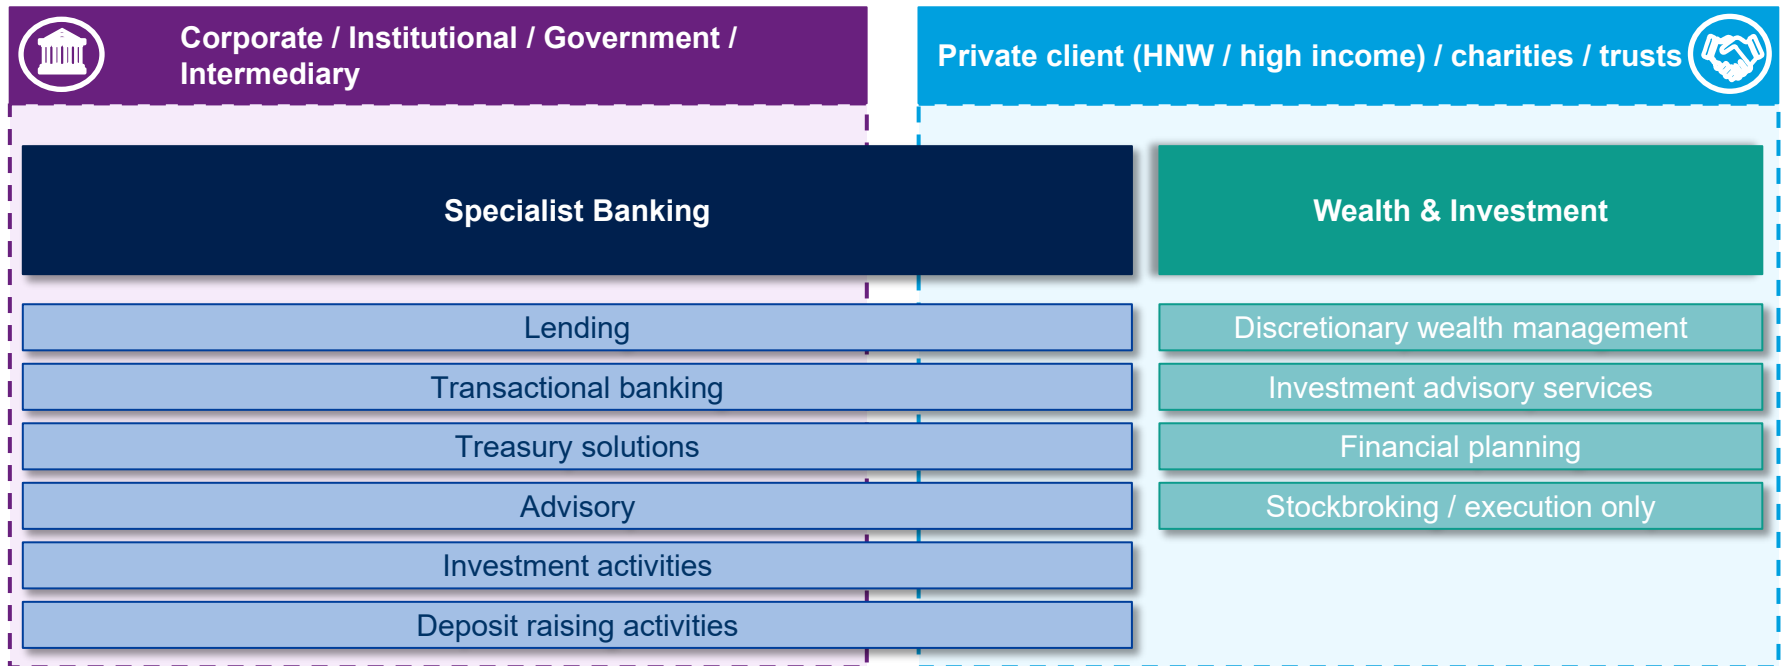 Corporate / Institutional / Government /
Intermediary
Private client (HNW / high income) / charities / trusts
Specialist Banking
Lending
Transactional banking
Treasury solutions
Advisory
Investment activities
Deposit raising activities
Wealth & Investment
Discretionary wealth management
Investment advisory services
Financial planning
Stockbroking / execution only